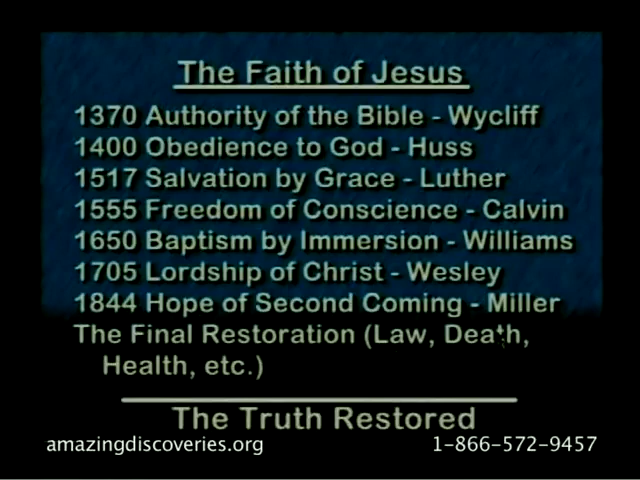 The Faith of Jesus
1370 Authority of the Bible - Wycliff
1400 Obedience to God - Huss
1517 Salvation by Grace - Luther
1555 Freedom of Conscience - Calvin
1650 Baptism by Immersion - Williams
1705 Lordship of Christ - Wesley
1844 Hope of Second Coming - Miller
The Final Restoration (Law, Death,
Health, etc.)
The Truth Restored
amazingdiscoveries.org 1-866-572-9457